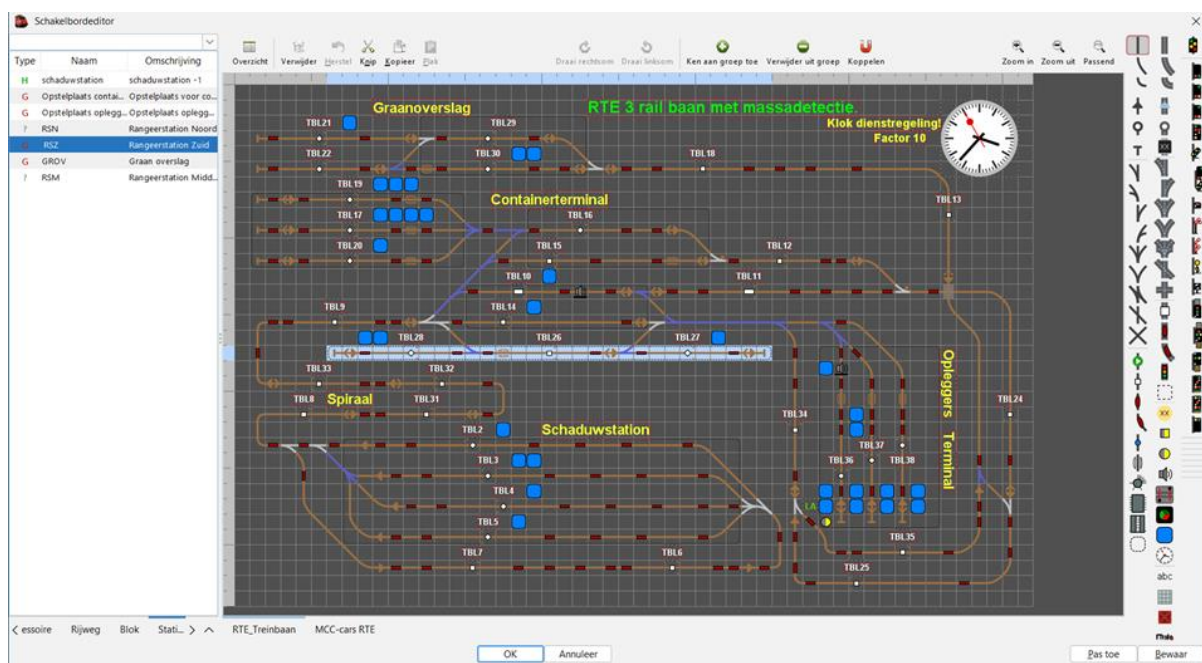 Schakelbordeditor
Type Naam Omschrijving
H schaduwstation schaduwstation -1
G Opstelplaats contai... Opstelplaats voor co...
G Opstelplaats oplegg... Opstelplaats oplegg...
? RSN Rangeerstation Noord
G RSZ Rangeerstation Zuid
G GROV Graan overslag
? RSM Rangeerstation Midd...
Overzicht Verwijder Herstel Knip Kopieer Plak Draai rechtsom Draai linksom Ken aan groep toe Verwijder uit groep Koppelen Zoom in Zoom uit Passend
Graanoverslag
RTE 3 rail baan met massadetectie.
Klok dienstregeling!
Factor 10
TBL21 TBL29
TBL22 TBL30 TBL18
TBL19
Containerterminal
TBL13
TBL17 TBL16
TBL20 TBL15 TBL12
TBL10 TBL11
TBL9 TBL14
TBL28 TBL26 TBL27
TBL33 TBL32
Opleggers Terminal
TBL8 Spiraal TBL31 TBL24
TBL34
TBL2 Schaduwstation
TBL37
TBL3 TBL36 TBL38
TBL4
LA
TBL5
TBL7 TBL6 TBL35
TBL25
T
XX
abc
< essoire Rijweg Blok Stati... >
RTE_Treinbaan MCC-cars RTE
OK Annuleer Pas toe Bewaar